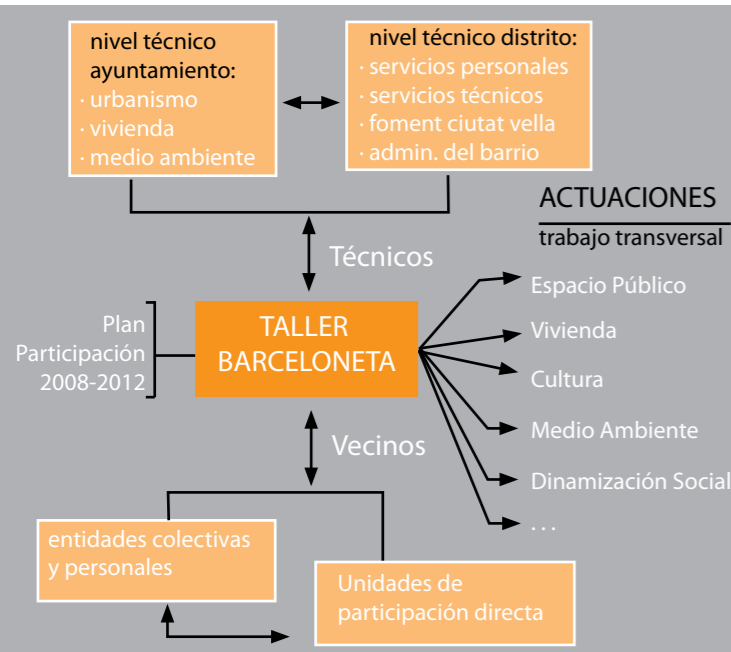 nivel técnico
ayuntamiento:
· urbanismo
· vivienda
· medio ambiente
nivel técnico distrito:
· servicios personales
· servicios técnicos
· foment ciutat vella
· admin. del barrio
ACTUACIONES
trabajo transversal
Técnicos
Plan
Participación
2008-2012
TALLER
BARCELONETA
Espacio Público
Vivienda
Cultura
Medio Ambiente
Dinamización Social
. . .
Vecinos
entidades colectivas
y personales
Unidades de
participación directa